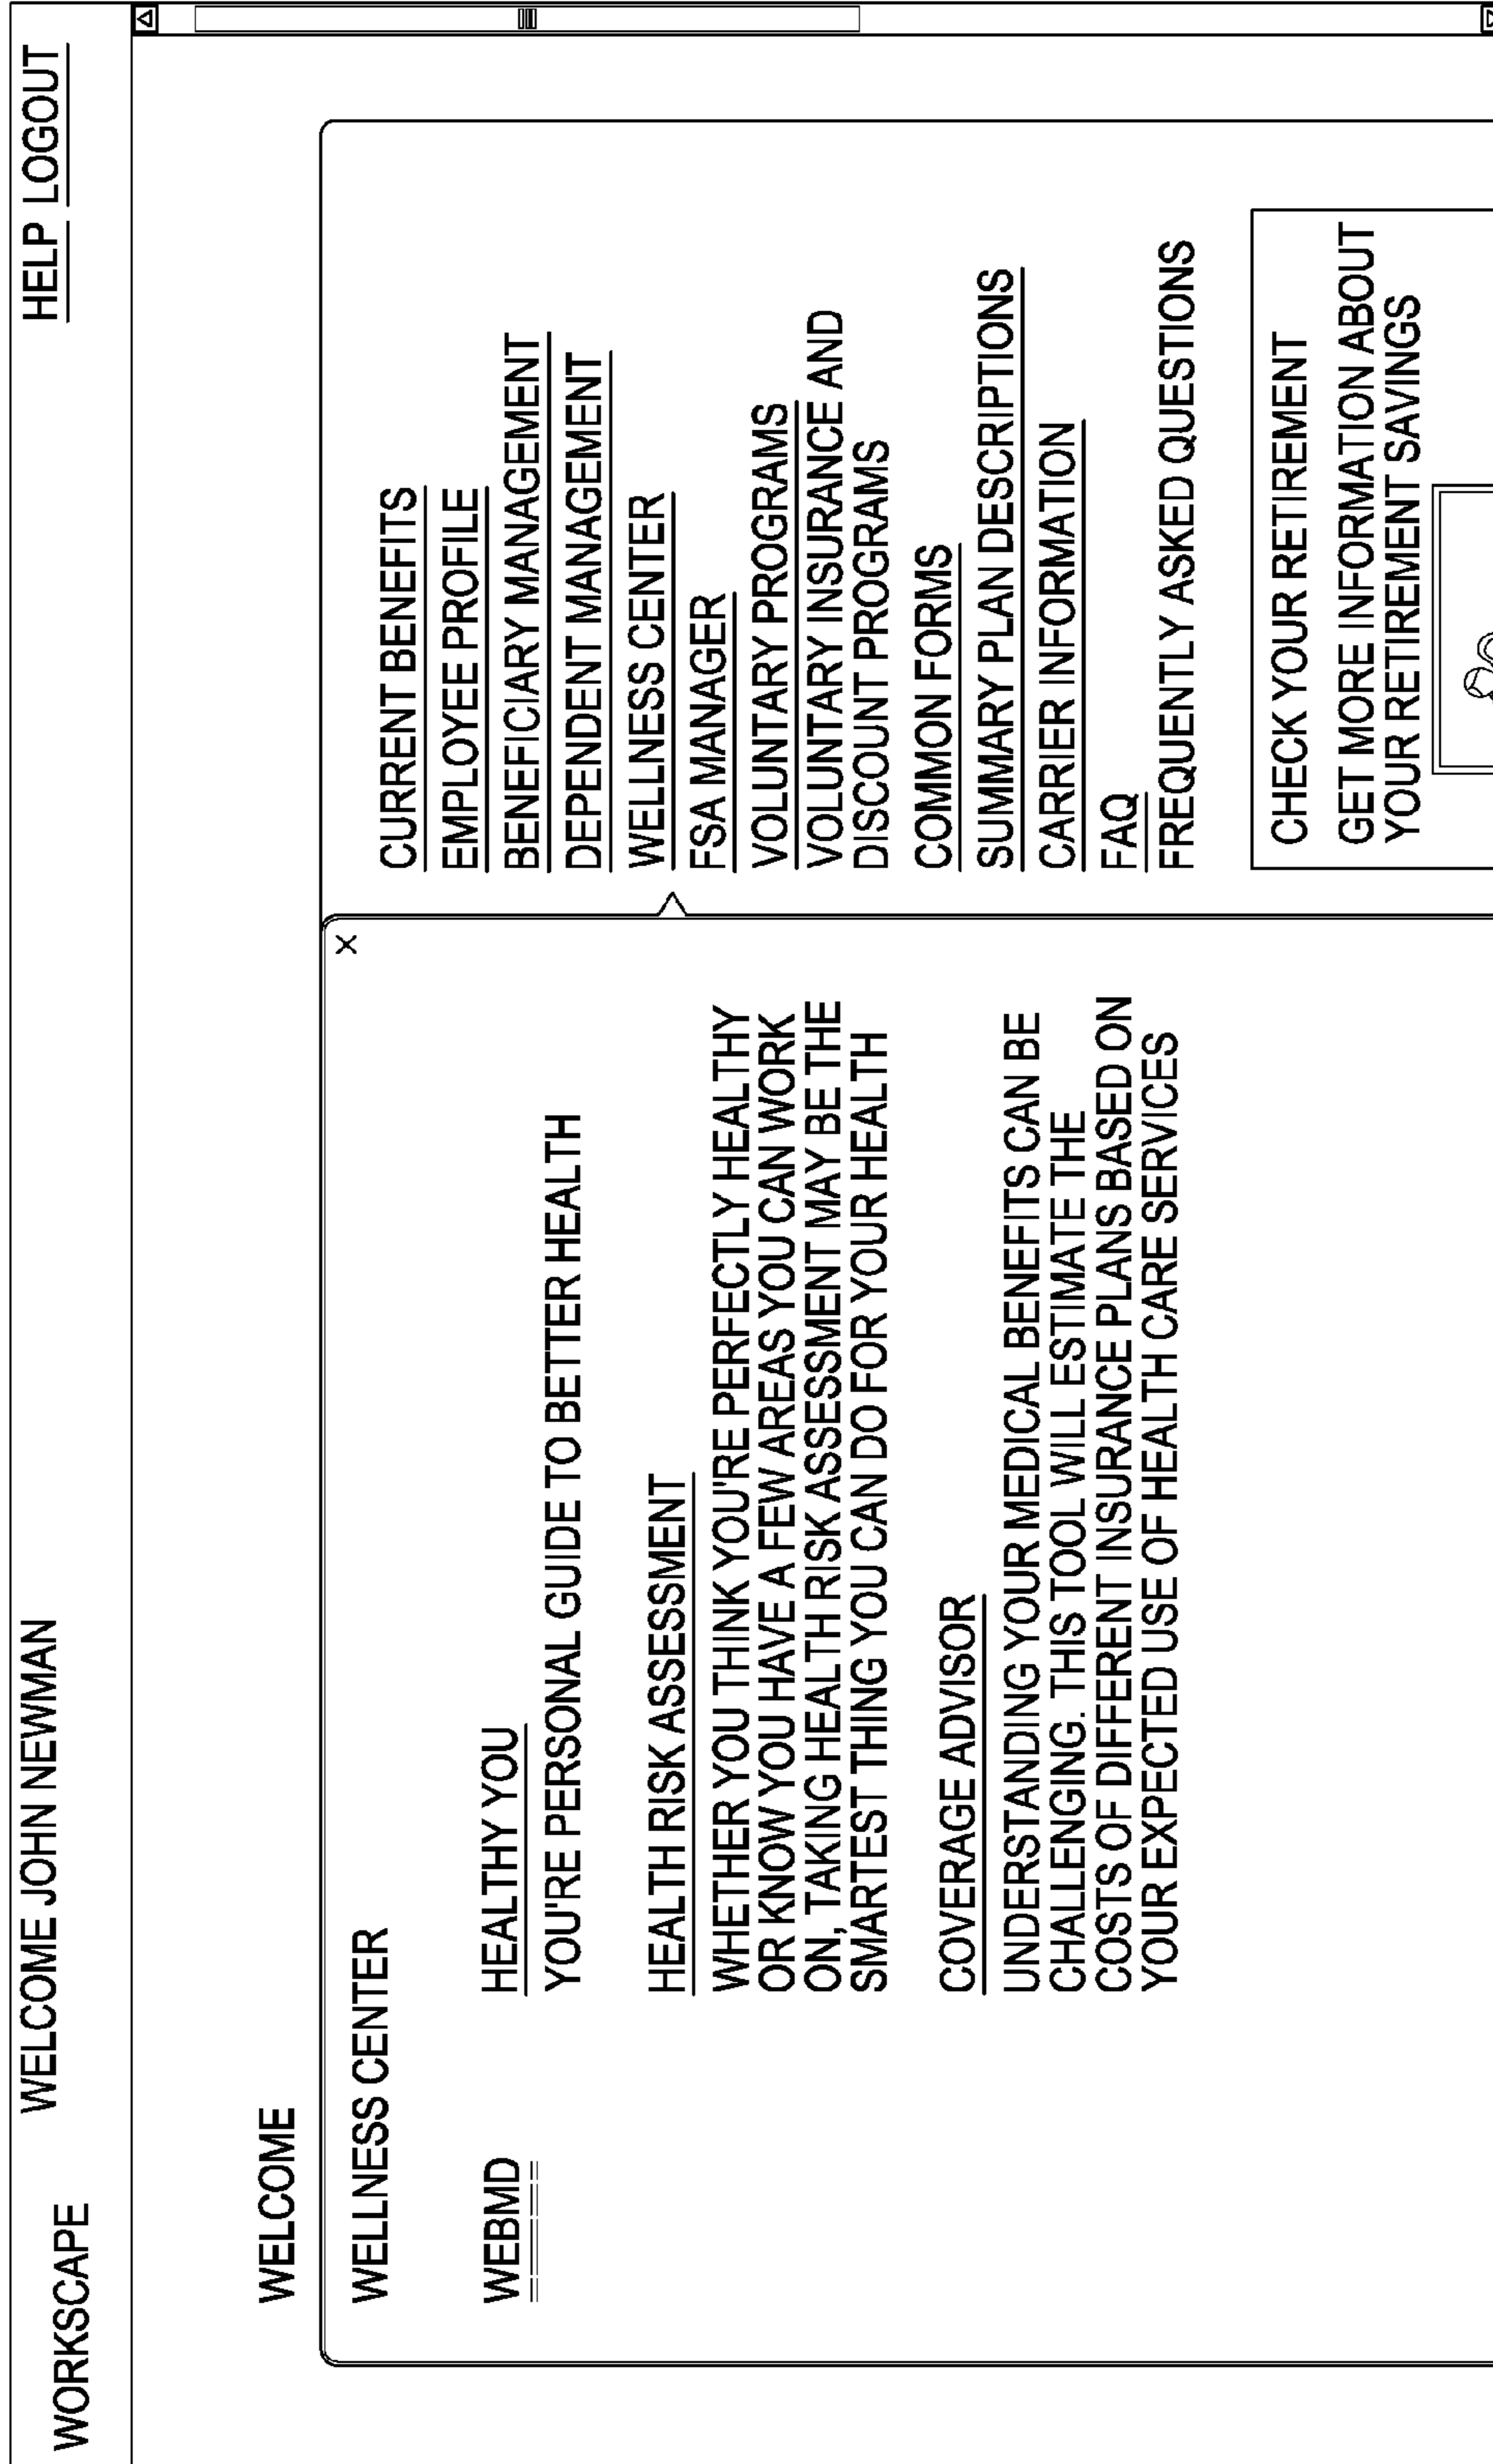 WORKSCAPE
WELCOME JOHN NEWMAN
HELP LOGOUT
WELCOME
WELLNESS CENTER
X
WEBMD
HEALTHY YOU
YOU'RE PERSONAL GUIDE TO BETTER HEALTH
HEALTH RISK ASSESSMENT
WHETHER YOU THINK YOU'RE PERFECTLY HEALTHY
OR KNOW YOU HAVE A FEW AREAS YOU CAN WORK
ON, TAKING HEALTH RISK ASSESSMENT MAY BE THE
SMARTEST THING YOU CAN DO FOR YOUR HEALTH
COVERAGE ADVISOR
UNDERSTANDING YOUR MEDICAL BENEFITS CAN BE
CHALLENGING. THIS TOOL WILL ESTIMATE THE
COSTS OF DIFFERENT INSURANCE PLANS BASED ON
YOUR EXPECTED USE OF HEALTH CARE SERVICES
CURRENT BENEFITS
EMPLOYEE PROFILE
BENEFICIARY MANAGEMENT
DEPENDENT MANAGEMENT
WELLNESS CENTER
FSA MANAGER
VOLUNTARY PROGRAMS
VOLUNTARY INSURANCE AND
DISCOUNT PROGRAMS
COMMON FORMS
SUMMARY PLAN DESCRIPTIONS
CARRIER INFORMATION
FAQ
FREQUENTLY ASKED QUESTIONS
CHECK YOUR RETIREMENT
GET MORE INFORMATION ABOUT
YOUR RETIREMENT SAVINGS